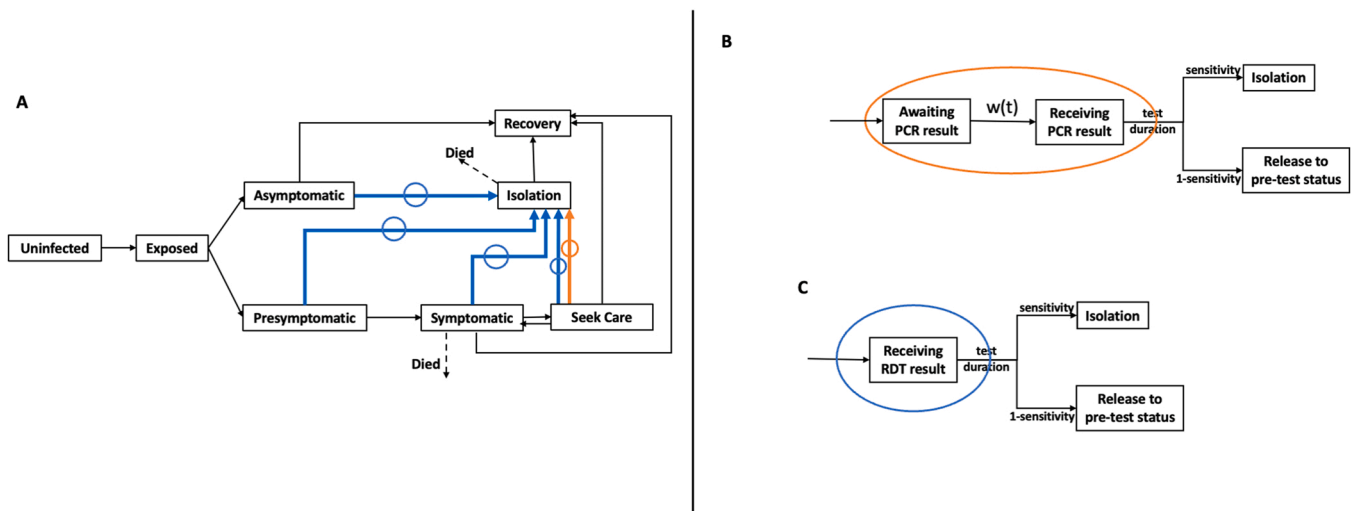 A
Recovery
Died
Asymptomatic
Isolation
Uninfected
Exposed
Presymptomatic
Symptomatic
Seek Care
Died
B
Awaiting
PCR result
w(t)
Receiving
PCR result
test
duration
sensitivity
Isolation
1-sensitivity
Release to
pre-test status
C
Receiving
RDT result
test
duration
sensitivity
Isolation
1-sensitivity
Release to
pre-test status